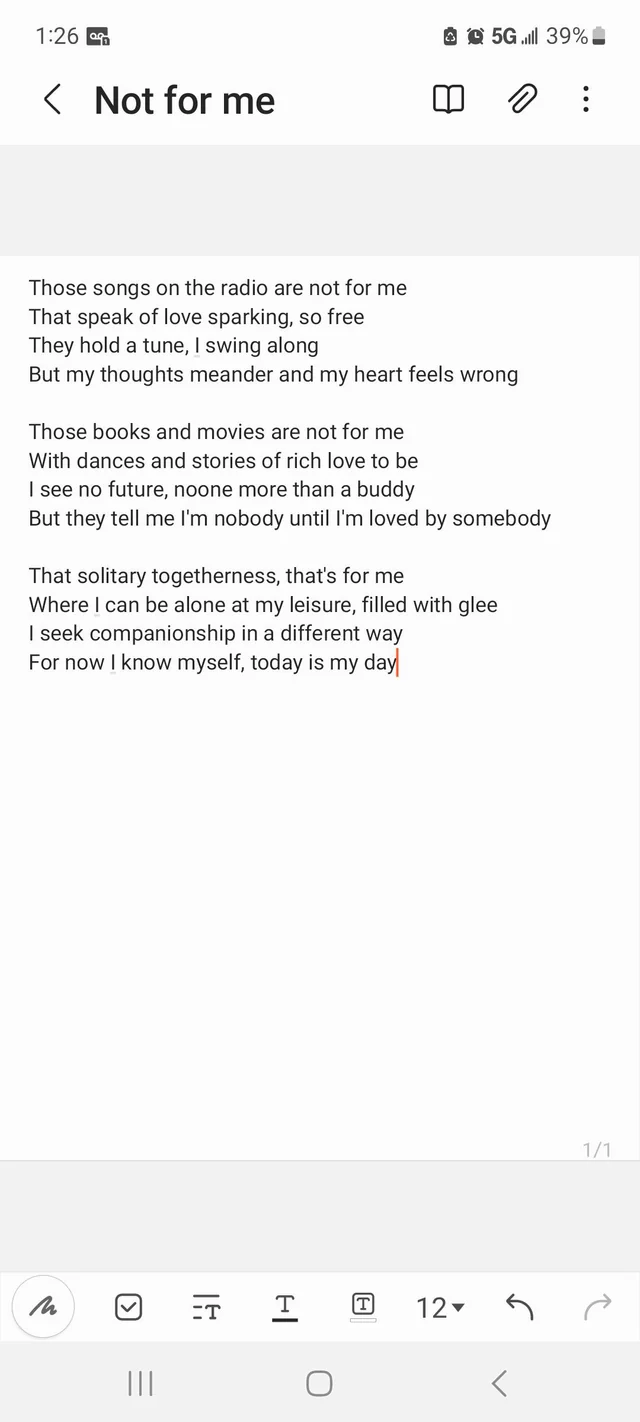 1:26
5G
39%
Not for me
Those songs on the radio are not for me
That speak of love sparking, so free
They hold a tune, I swing along
But my thoughts meander and my heart feels wrong
Those books and movies are not for me
With dances and stories of rich love to be
I see no future, noone more than a buddy
But they tell me I'm nobody until I'm loved by somebody
That solitary togetherness, that's for me
Where I can be alone at my leisure, filled with glee
I seek companionship in a different way
For now I know myself, today is my day
1/1
12